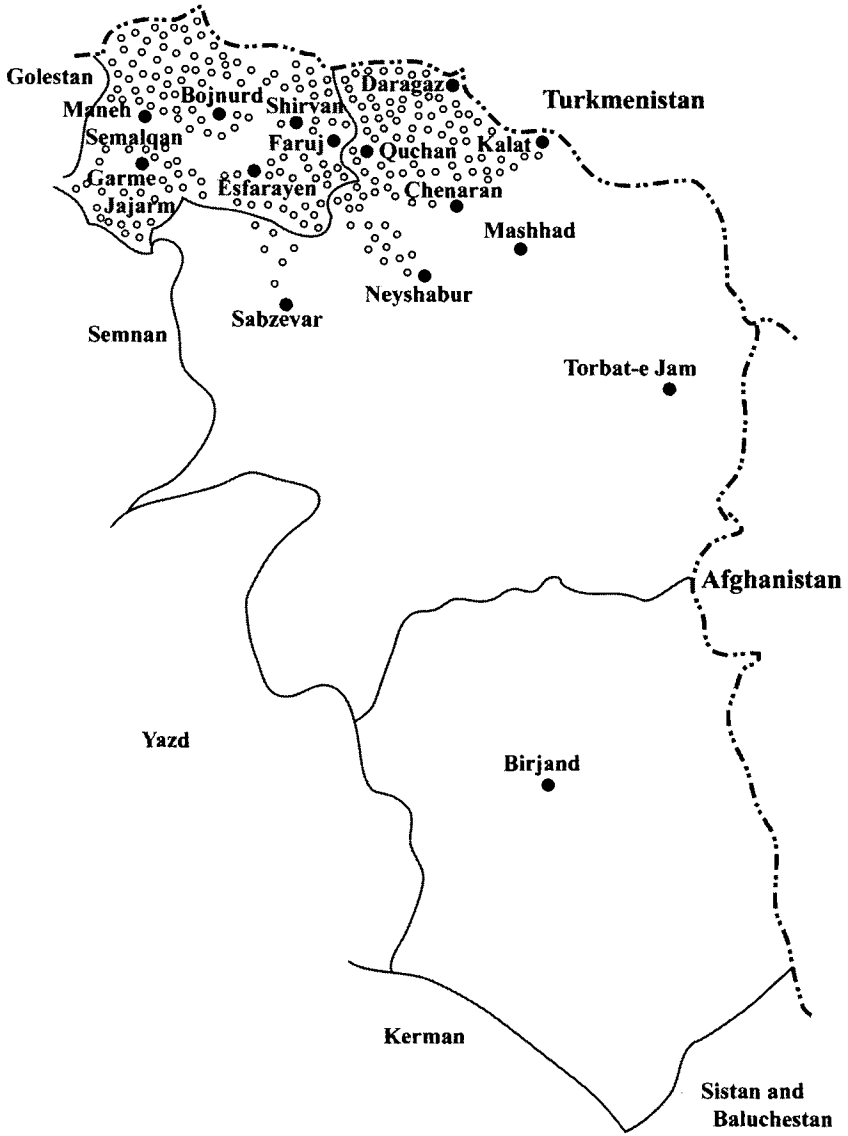 Golestan
Daragaz
Turkmenistan
Maneh
Bojnurd
Shirvan
Semalqan
Faruj
Quchan
Kalat
Garme
Esfarayen
Chenaran
Jajarm
Mashhad
Neyshabur
Sabzevar
Semnan
Torbat-e Jam
Afghanistan
Yazd
Birjand
Kerman
Sistan and
Baluchestan